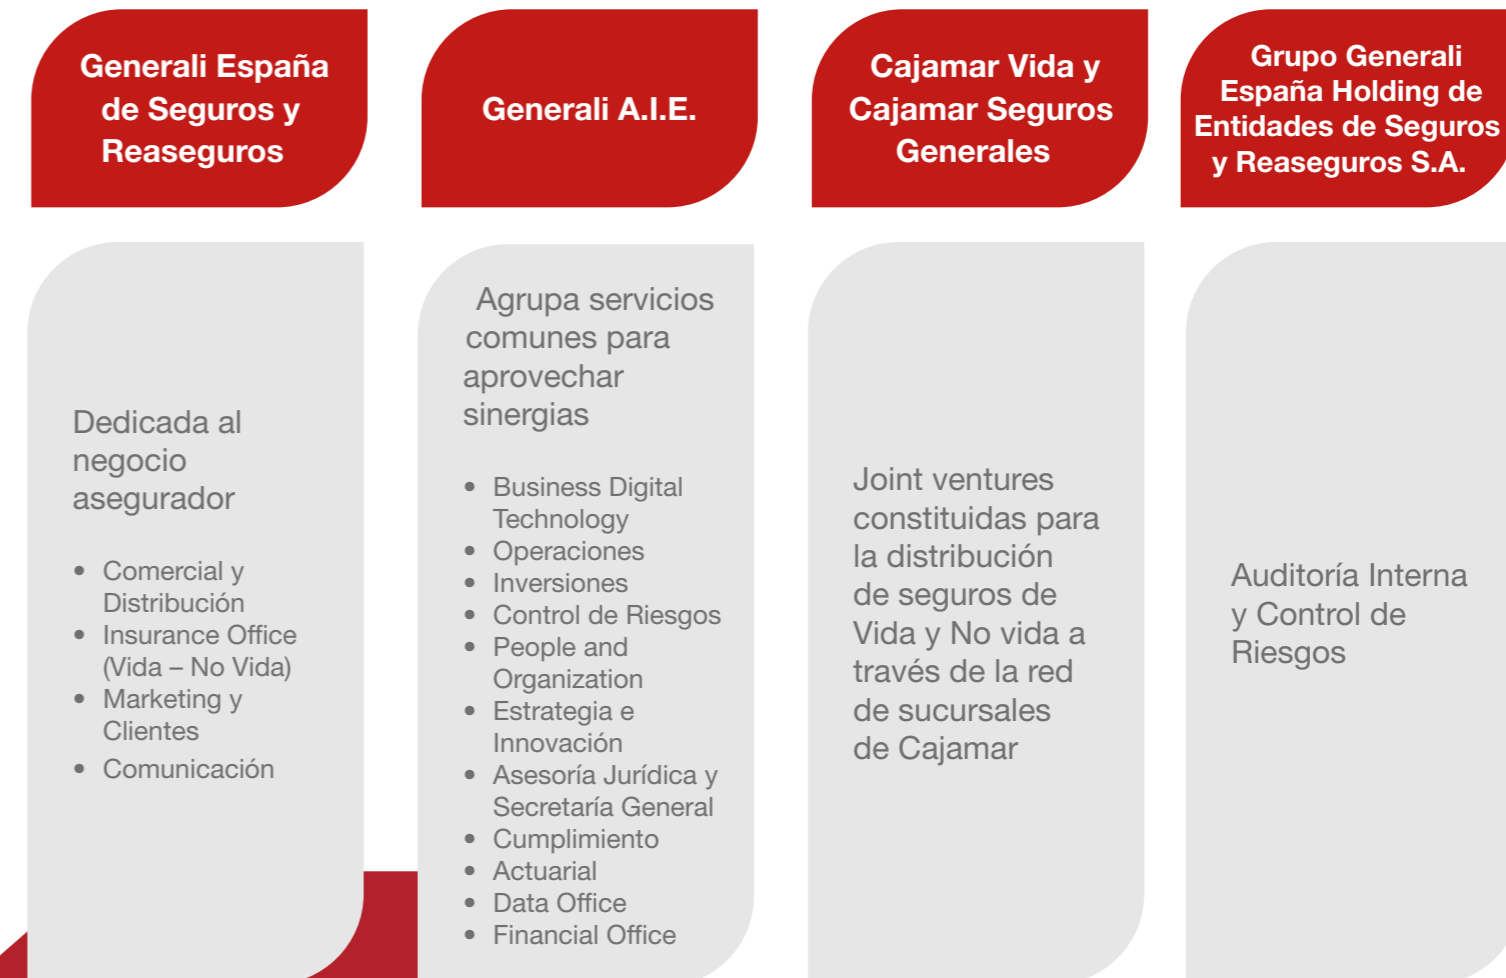 Generali España
de Seguros y
Reaseguros
Dedicada al
negocio
asegurador
• Comercial y
Distribución
• Insurance Office
(Vida – No Vida)
• Marketing y
Clientes
• Comunicación
Generali A.I.E.
Agrupa servicios
comunes para
aprovechar
sinergias
• Business Digital
Technology
• Operaciones
• Inversiones
• Control de Riesgos
• People and
Organization
• Estrategia e
Innovación
• Asesoría Jurídica y
Secretaría General
• Cumplimiento
• Actuarial
• Data Office
• Financial Office
Cajamar Vida y
Cajamar Seguros
Generales
Joint ventures
constituidas para
la distribución
de seguros de
Vida y No vida a
través de la red
de sucursales
de Cajamar
Grupo Generali
España Holding de
Entidades de Seguros
y Reaseguros S.A.
Auditoría Interna
y Control de
Riesgos